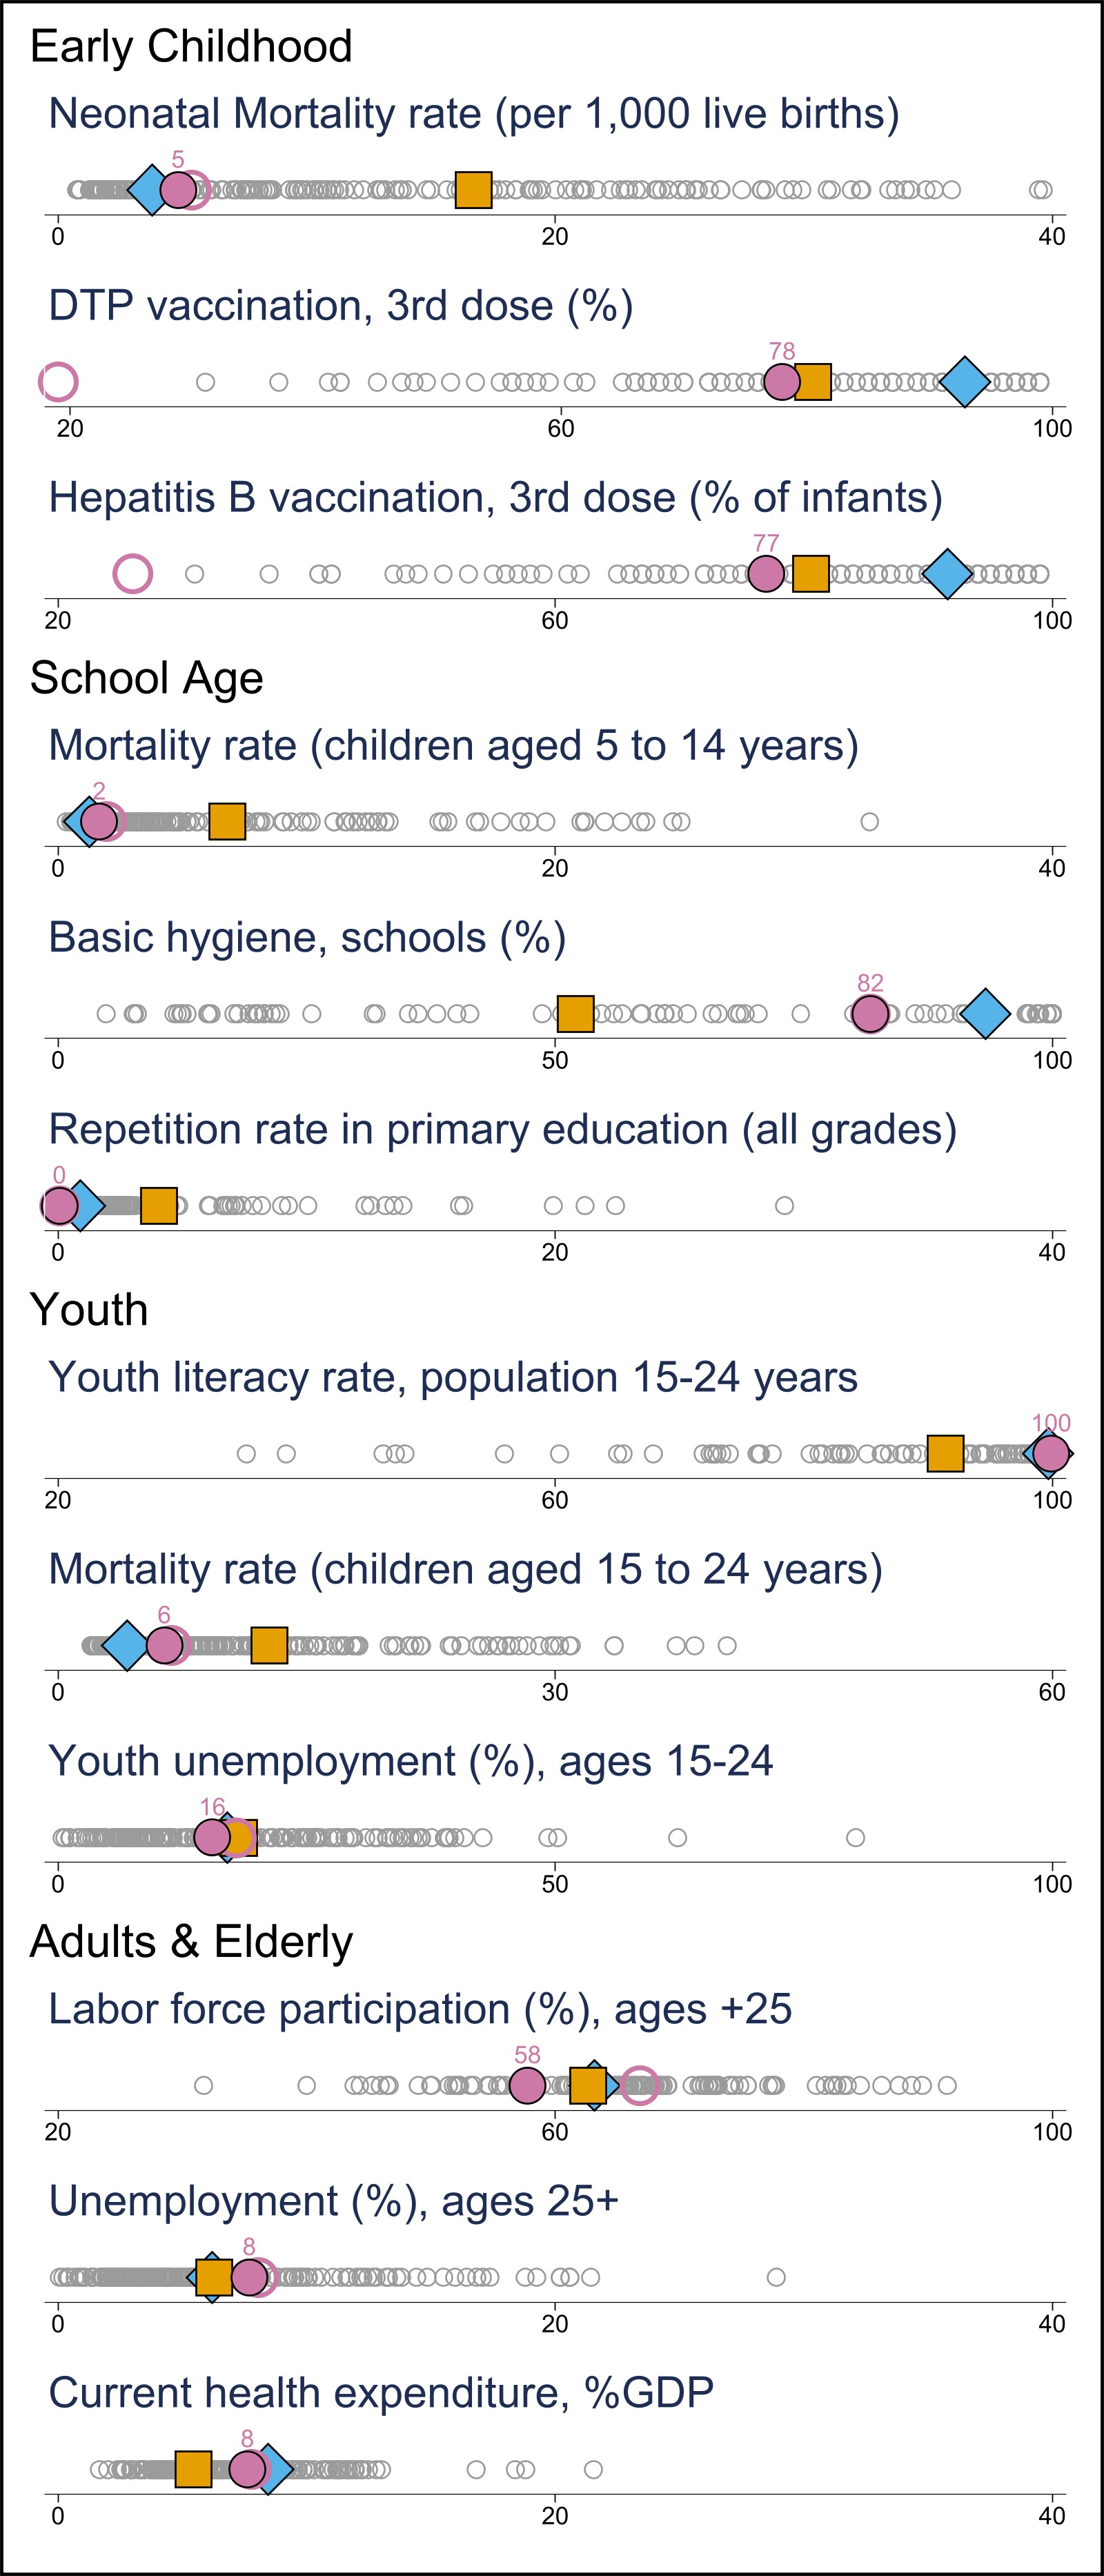 Early Childhood
Neonatal Mortality rate (per 1,000 live births)
5
0 20 40
DTP vaccination, 3rd dose (%)
78
20 60 100
Hepatitis B vaccination, 3rd dose (% of infants)
77
20 60 100
School Age
Mortality rate (children aged 5 to 14 years)
2
0 20 40
Basic hygiene, schools (%)
82
0 50 100
Repetition rate in primary education (all grades)
0
0 20 40
Youth
Youth literacy rate, population 15-24 years
100
20 60 100
Mortality rate (children aged 15 to 24 years)
6
0 30 60
Youth unemployment (%), ages 15-24
16
0 50 100
Adults & Elderly
Labor force participation (%), ages +25
58
20 60 100
Unemployment (%), ages 25+
8
0 20 40
Current health expenditure, %GDP
8
0 20 40